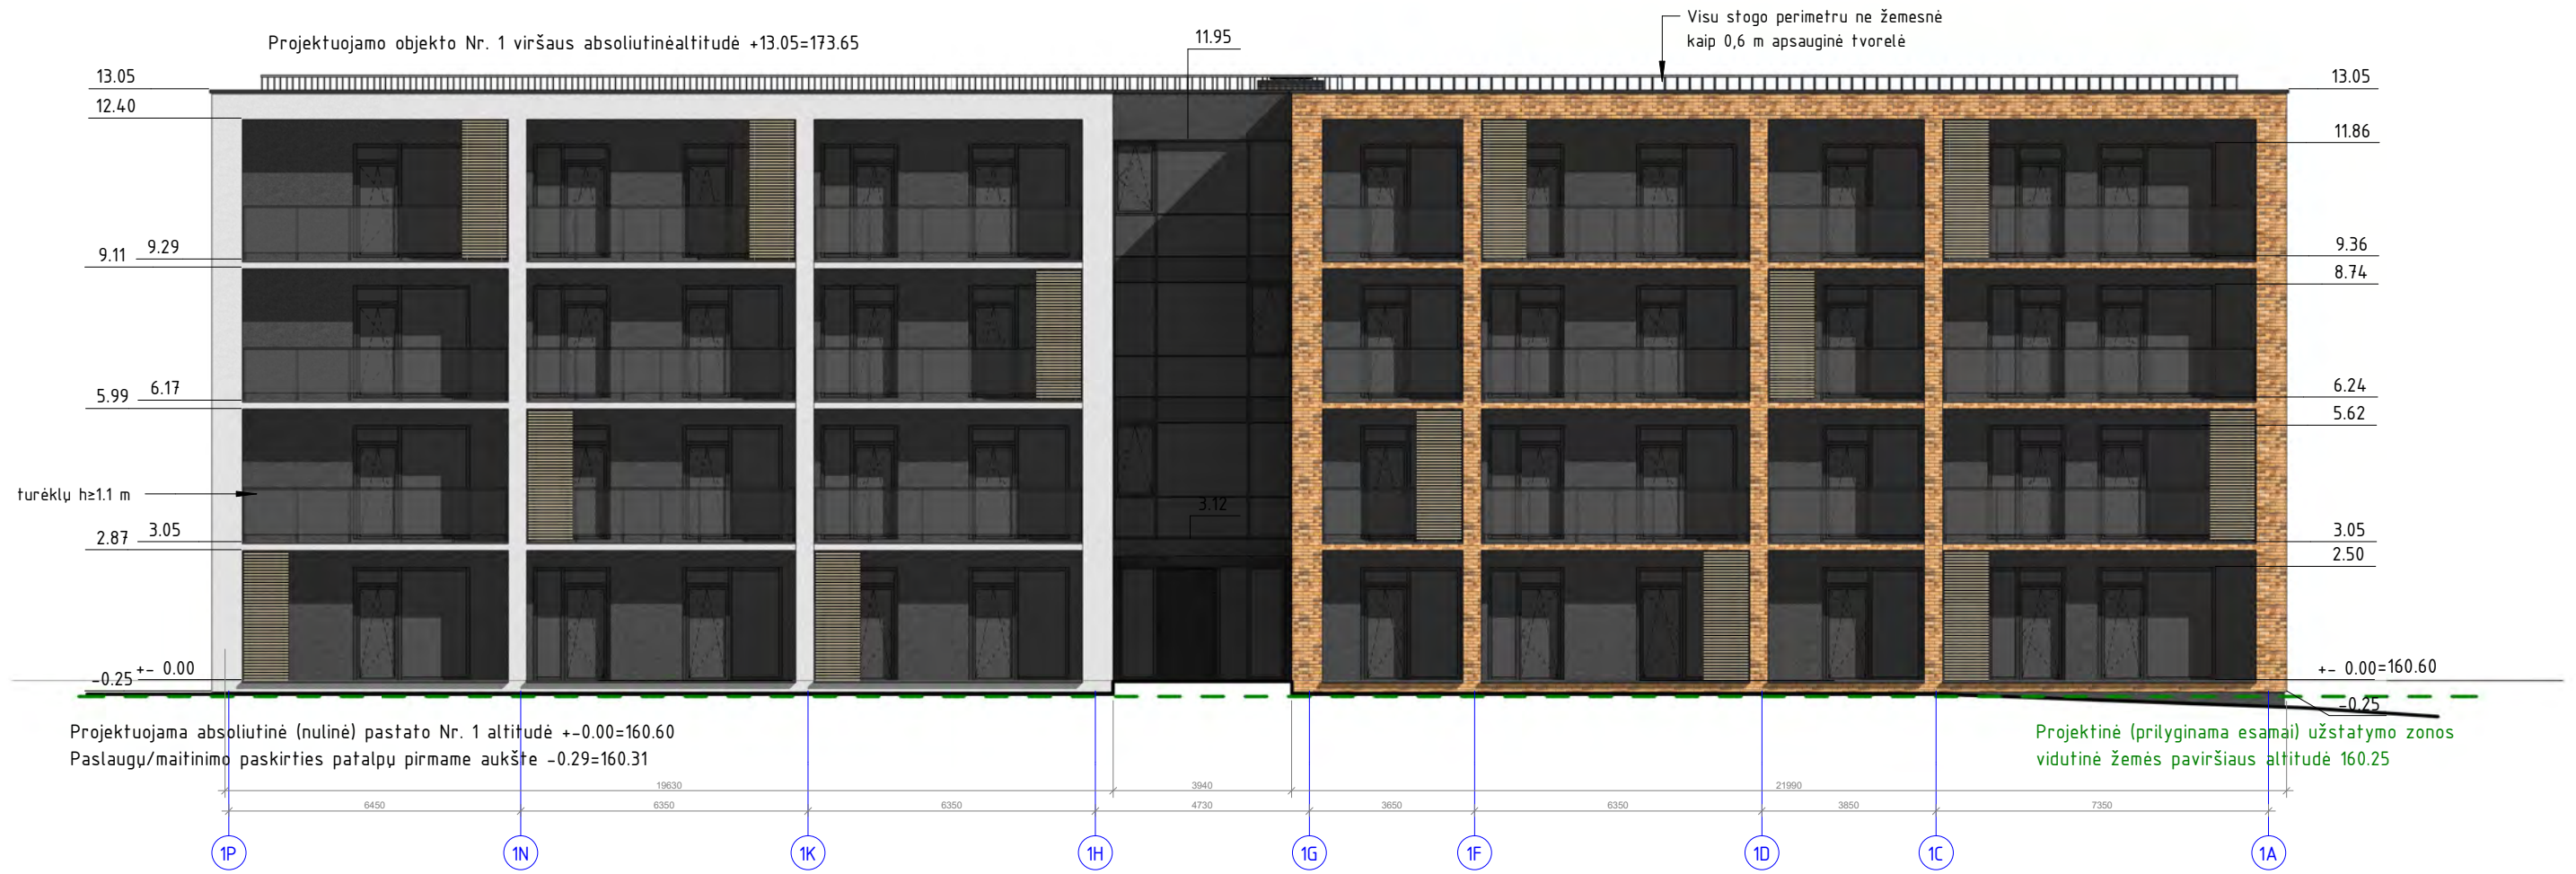 Visu stogo perimetru ne žemesnė
kaip 0,6 m apsauginė tvorelė
Projektuojamo objekto Nr. 1 viršaus absoliutinėaltitudė +13.05=173.65
11.95
13.05
13.05
12.40
11.86
9.29
9.11
9.36
8.74
6.17
5.99
6.24
5.62
turėklų h≥1.1 m
3.12
3.05
2.87
3.05
2.50
+- 0.00
-0.25
+- 0.00=160.60
-0.25
Projektuojama absoliutinė (nulinė) pastato Nr. 1 altitudė +-0.00=160.60
Paslaugų/maitinimo paskirties patalpų pirmame aukšte -0.29=160.31
Projektinė (prilyginama esamai) užstatymo zonos
vidutinė žemės paviršiaus altitudė 160.25
19630 3940 21990
6450 6350 6350 4730 3650 6350 3850 7350
1P 1N 1K 1H 1G 1F 1D 1C 1A